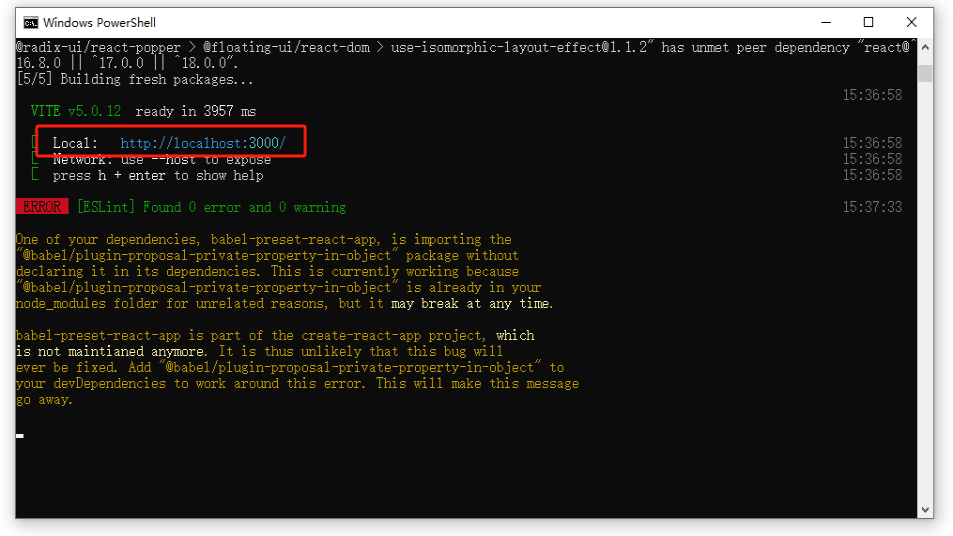 Windows PowerShell
@radix-ui/react-popper > @floating-ui/react-dom > use-isomorphic-layout-effect@1.1.2" has unmet peer dependency "react@^
16.8.0 || ^17.0.0 || ^18.0.0".
[5/5] Building fresh packages...
15:36:58
VITE v5.0.12 ready in 3957 ms
Local: http://localhost:3000/ 15:36:58
Network: use --host to expose 15:36:58
press h + enter to show help 15:36:58
ERROR [ESLint] Found 0 error and 0 warning 15:37:33
One of your dependencies, babel-preset-react-app, is importing the
"@babel/plugin-proposal-private-property-in-object" package without
declaring it in its dependencies. This is currently working because
"@babel/plugin-proposal-private-property-in-object" is already in your
node_modules folder for unrelated reasons, but it may break at any time.
babel-preset-react-app is part of the create-react-app project, which
is not maintianed anymore. It is thus unlikely that this bug will
ever be fixed. Add "@babel/plugin-proposal-private-property-in-object" to
your devDependencies to work around this error. This will make this message
go away.